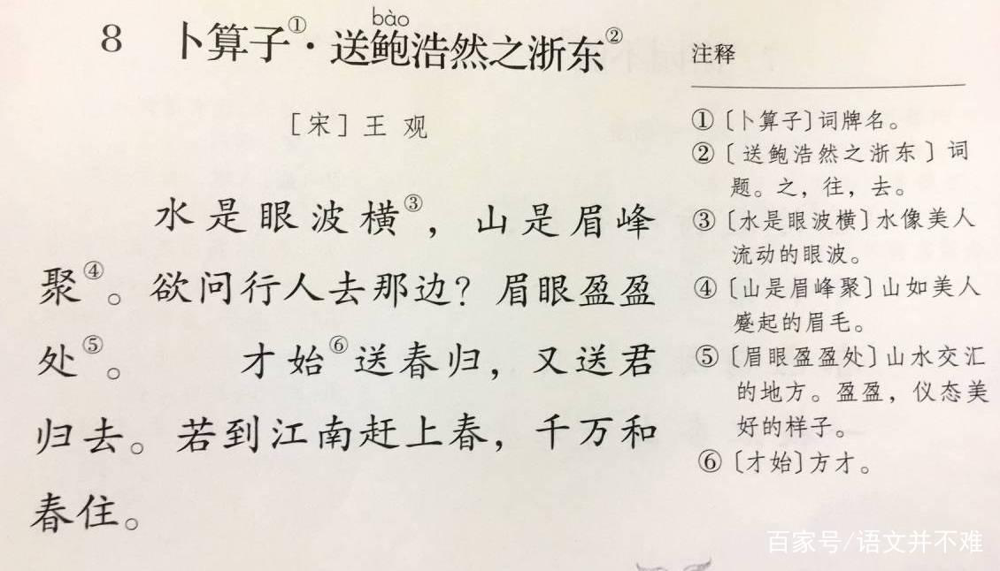 bào
8 卜算子①·送鲍浩然之浙东②
[宋]王 观
水是眼波横③，山是眉峰
聚④。欲问行人去那边？眉眼盈盈
处⑤。 才始⑥送春归，又送君
归去。若到江南赶上春，千万和
春住。
注释
①〔卜算子〕词牌名。
②〔送鲍浩然之浙东〕词
题。之，往，去。
③〔水是眼波横〕水像美人
流动的眼波。
④〔山是眉峰聚〕山如美人
蹙起的眉毛。
⑤〔眉眼盈盈处〕山水交汇
的地方。盈盈，仪态美
好的样子。
⑥〔才始〕方才。
百家号/语文并不难